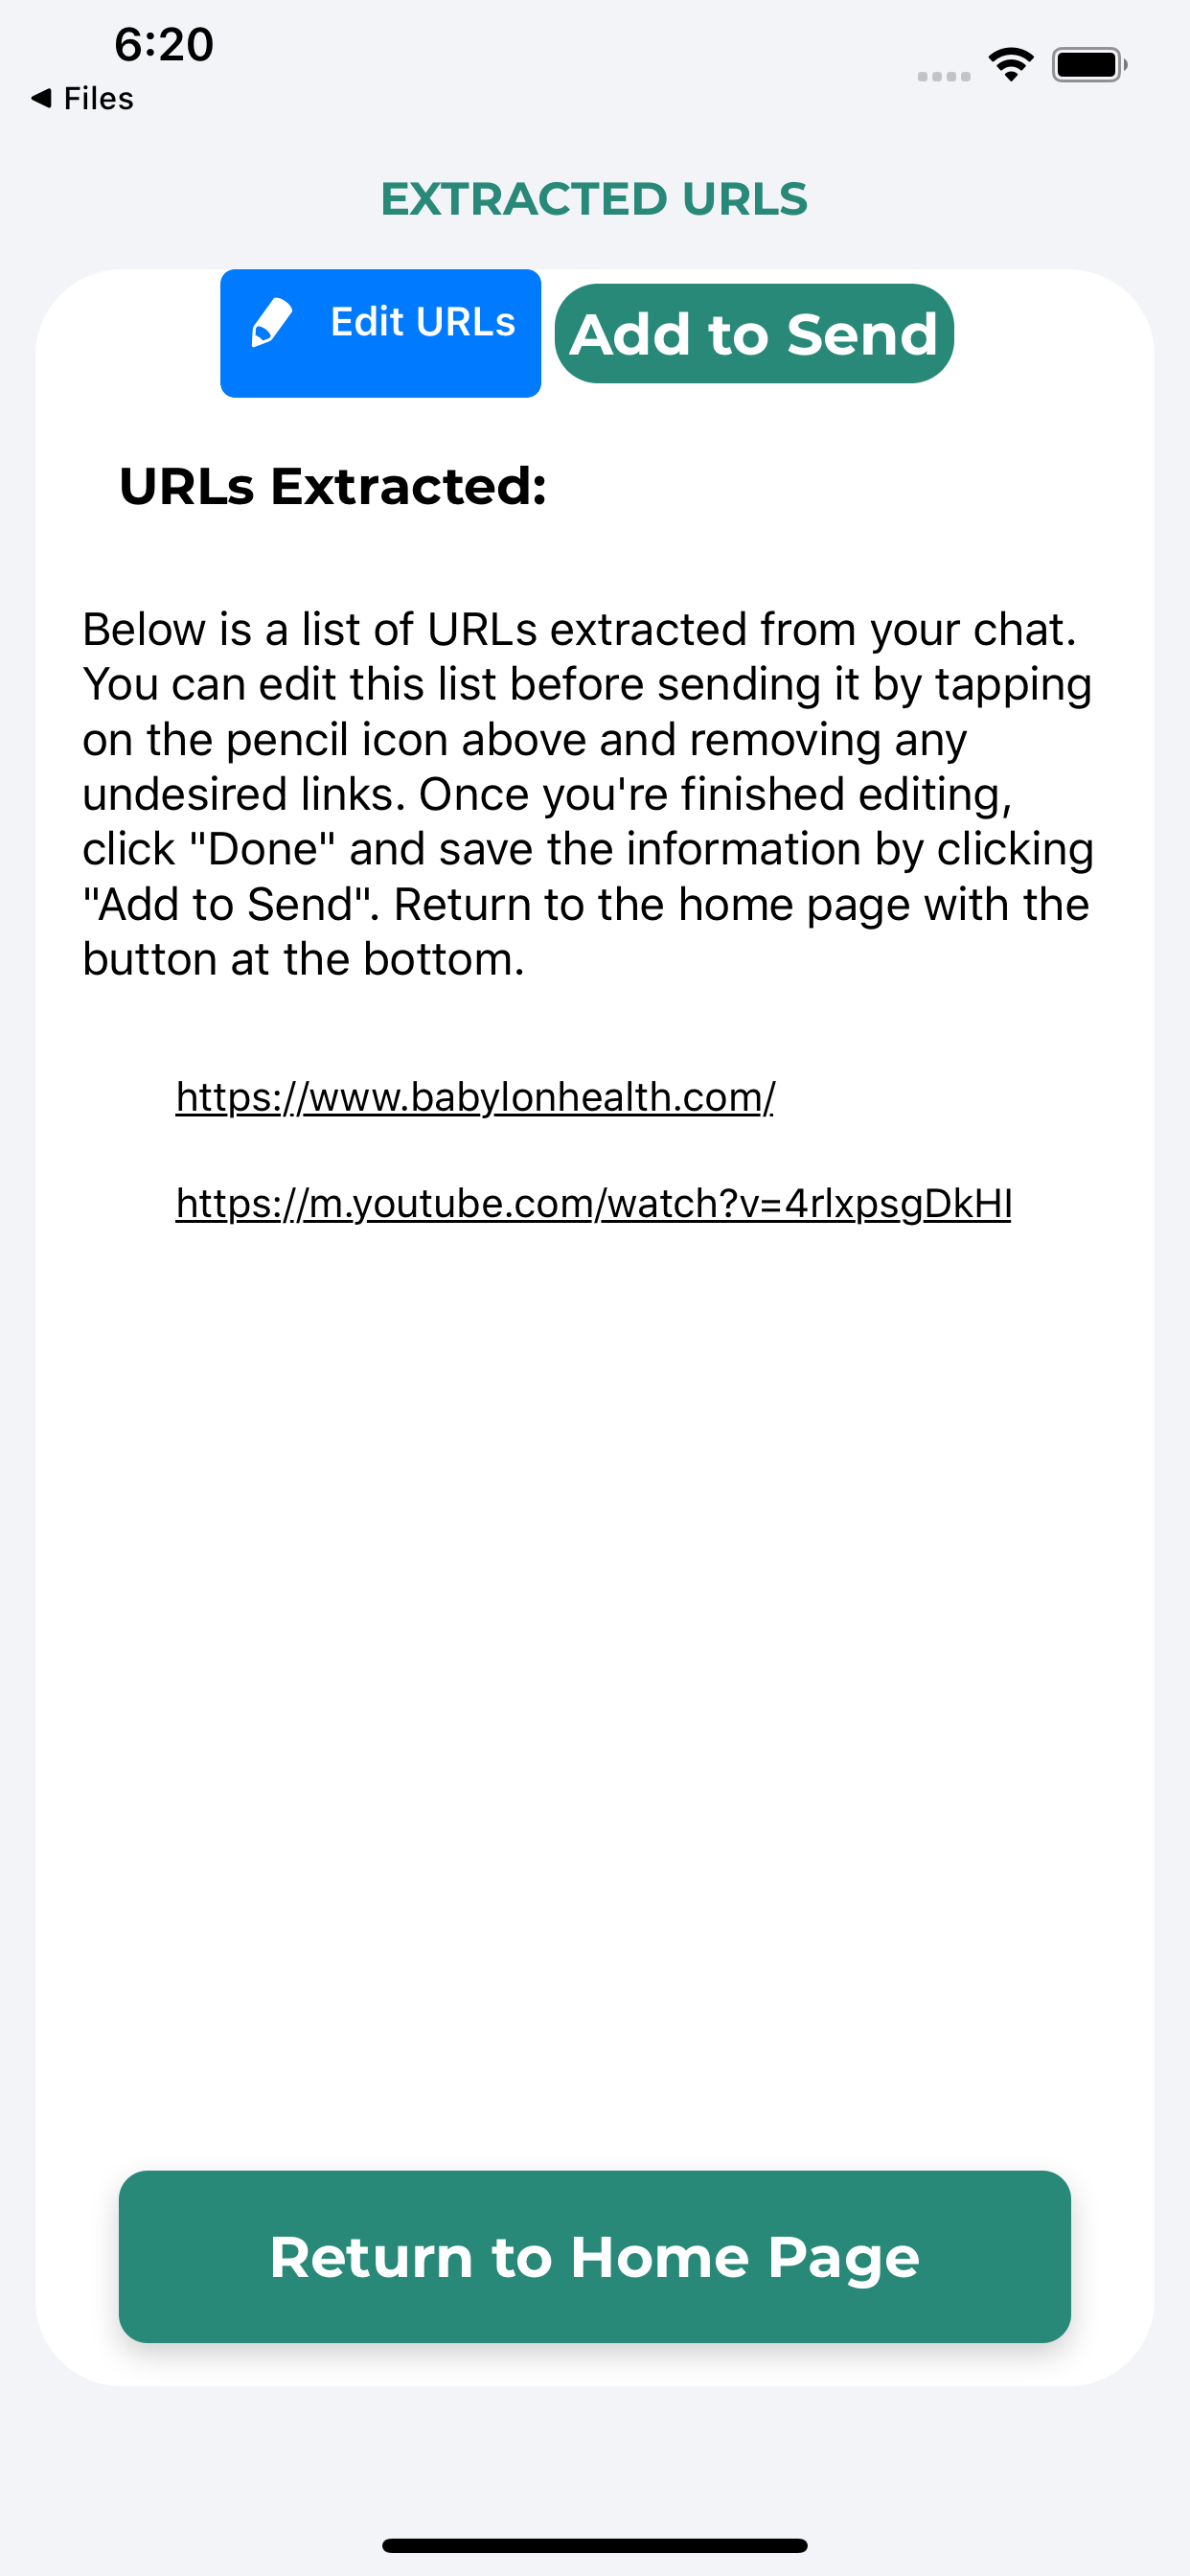 6:20
◀ Files
EXTRACTED URLS
Edit URLs
Add to Send
URLs Extracted:
Below is a list of URLs extracted from your chat.
You can edit this list before sending it by tapping
on the pencil icon above and removing any
undesired links. Once you're finished editing,
click "Done" and save the information by clicking
"Add to Send". Return to the home page with the
button at the bottom.
https://www.babylonhealth.com/
https://m.youtube.com/watch?v=4rlxpsgDkHI
Return to Home Page